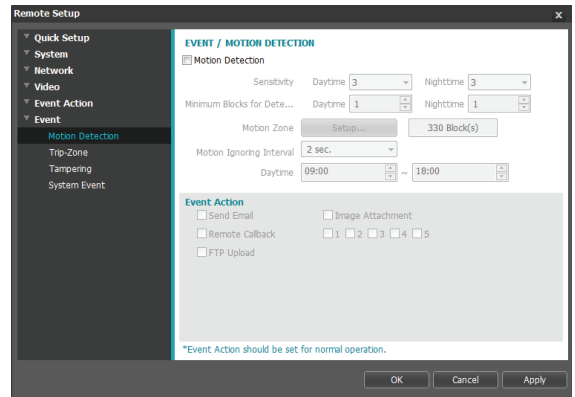 Remote Setup x
Quick Setup
System
Network
Video
Event Action
Event
Motion Detection
Trip-Zone
Tampering
System Event
EVENT / MOTION DETECTION
Motion Detection
Sensitivity Daytime 3 Nighttime 3
Minimum Blocks for Dete... Daytime 1 Nighttime 1
Motion Zone Setup... 330 Block(s)
Motion Ignoring Interval 2 sec.
Daytime 09:00 ~ 18:00
Event Action
Send Email Image Attachment
Remote Callback 1 2 3 4 5
FTP Upload
*Event Action should be set for normal operation.
OK Cancel Apply